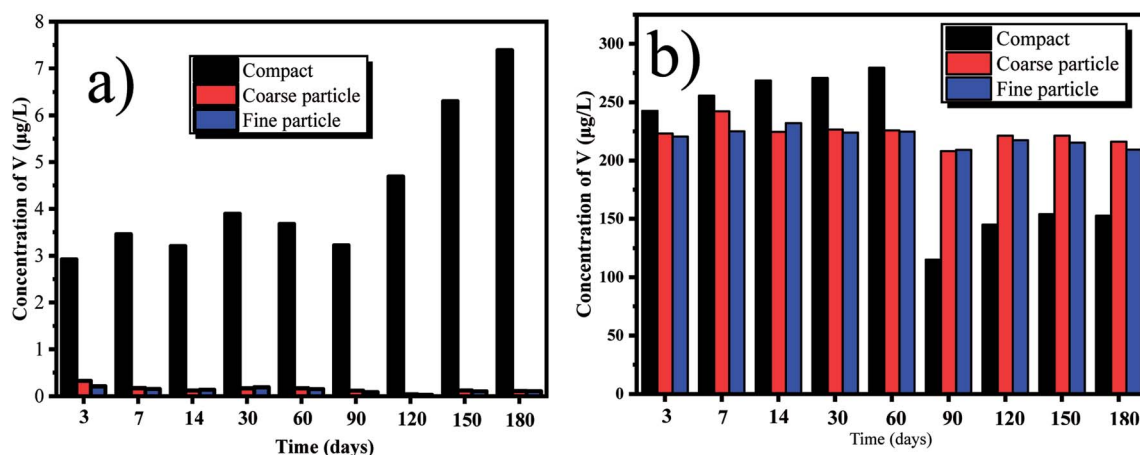 a)
Compact
Coarse particle
Fine particle
Concentration of V (µg/L)
8
7
6
5
4
3
2
1
0
3 7 14 30 60 90 120 150 180
Time (days)
b)
Compact
Coarse particle
Fine particle
Concentration of V (µg/L)
300
250
200
150
100
50
0
3 7 14 30 60 90 120 150 180
Time (days)